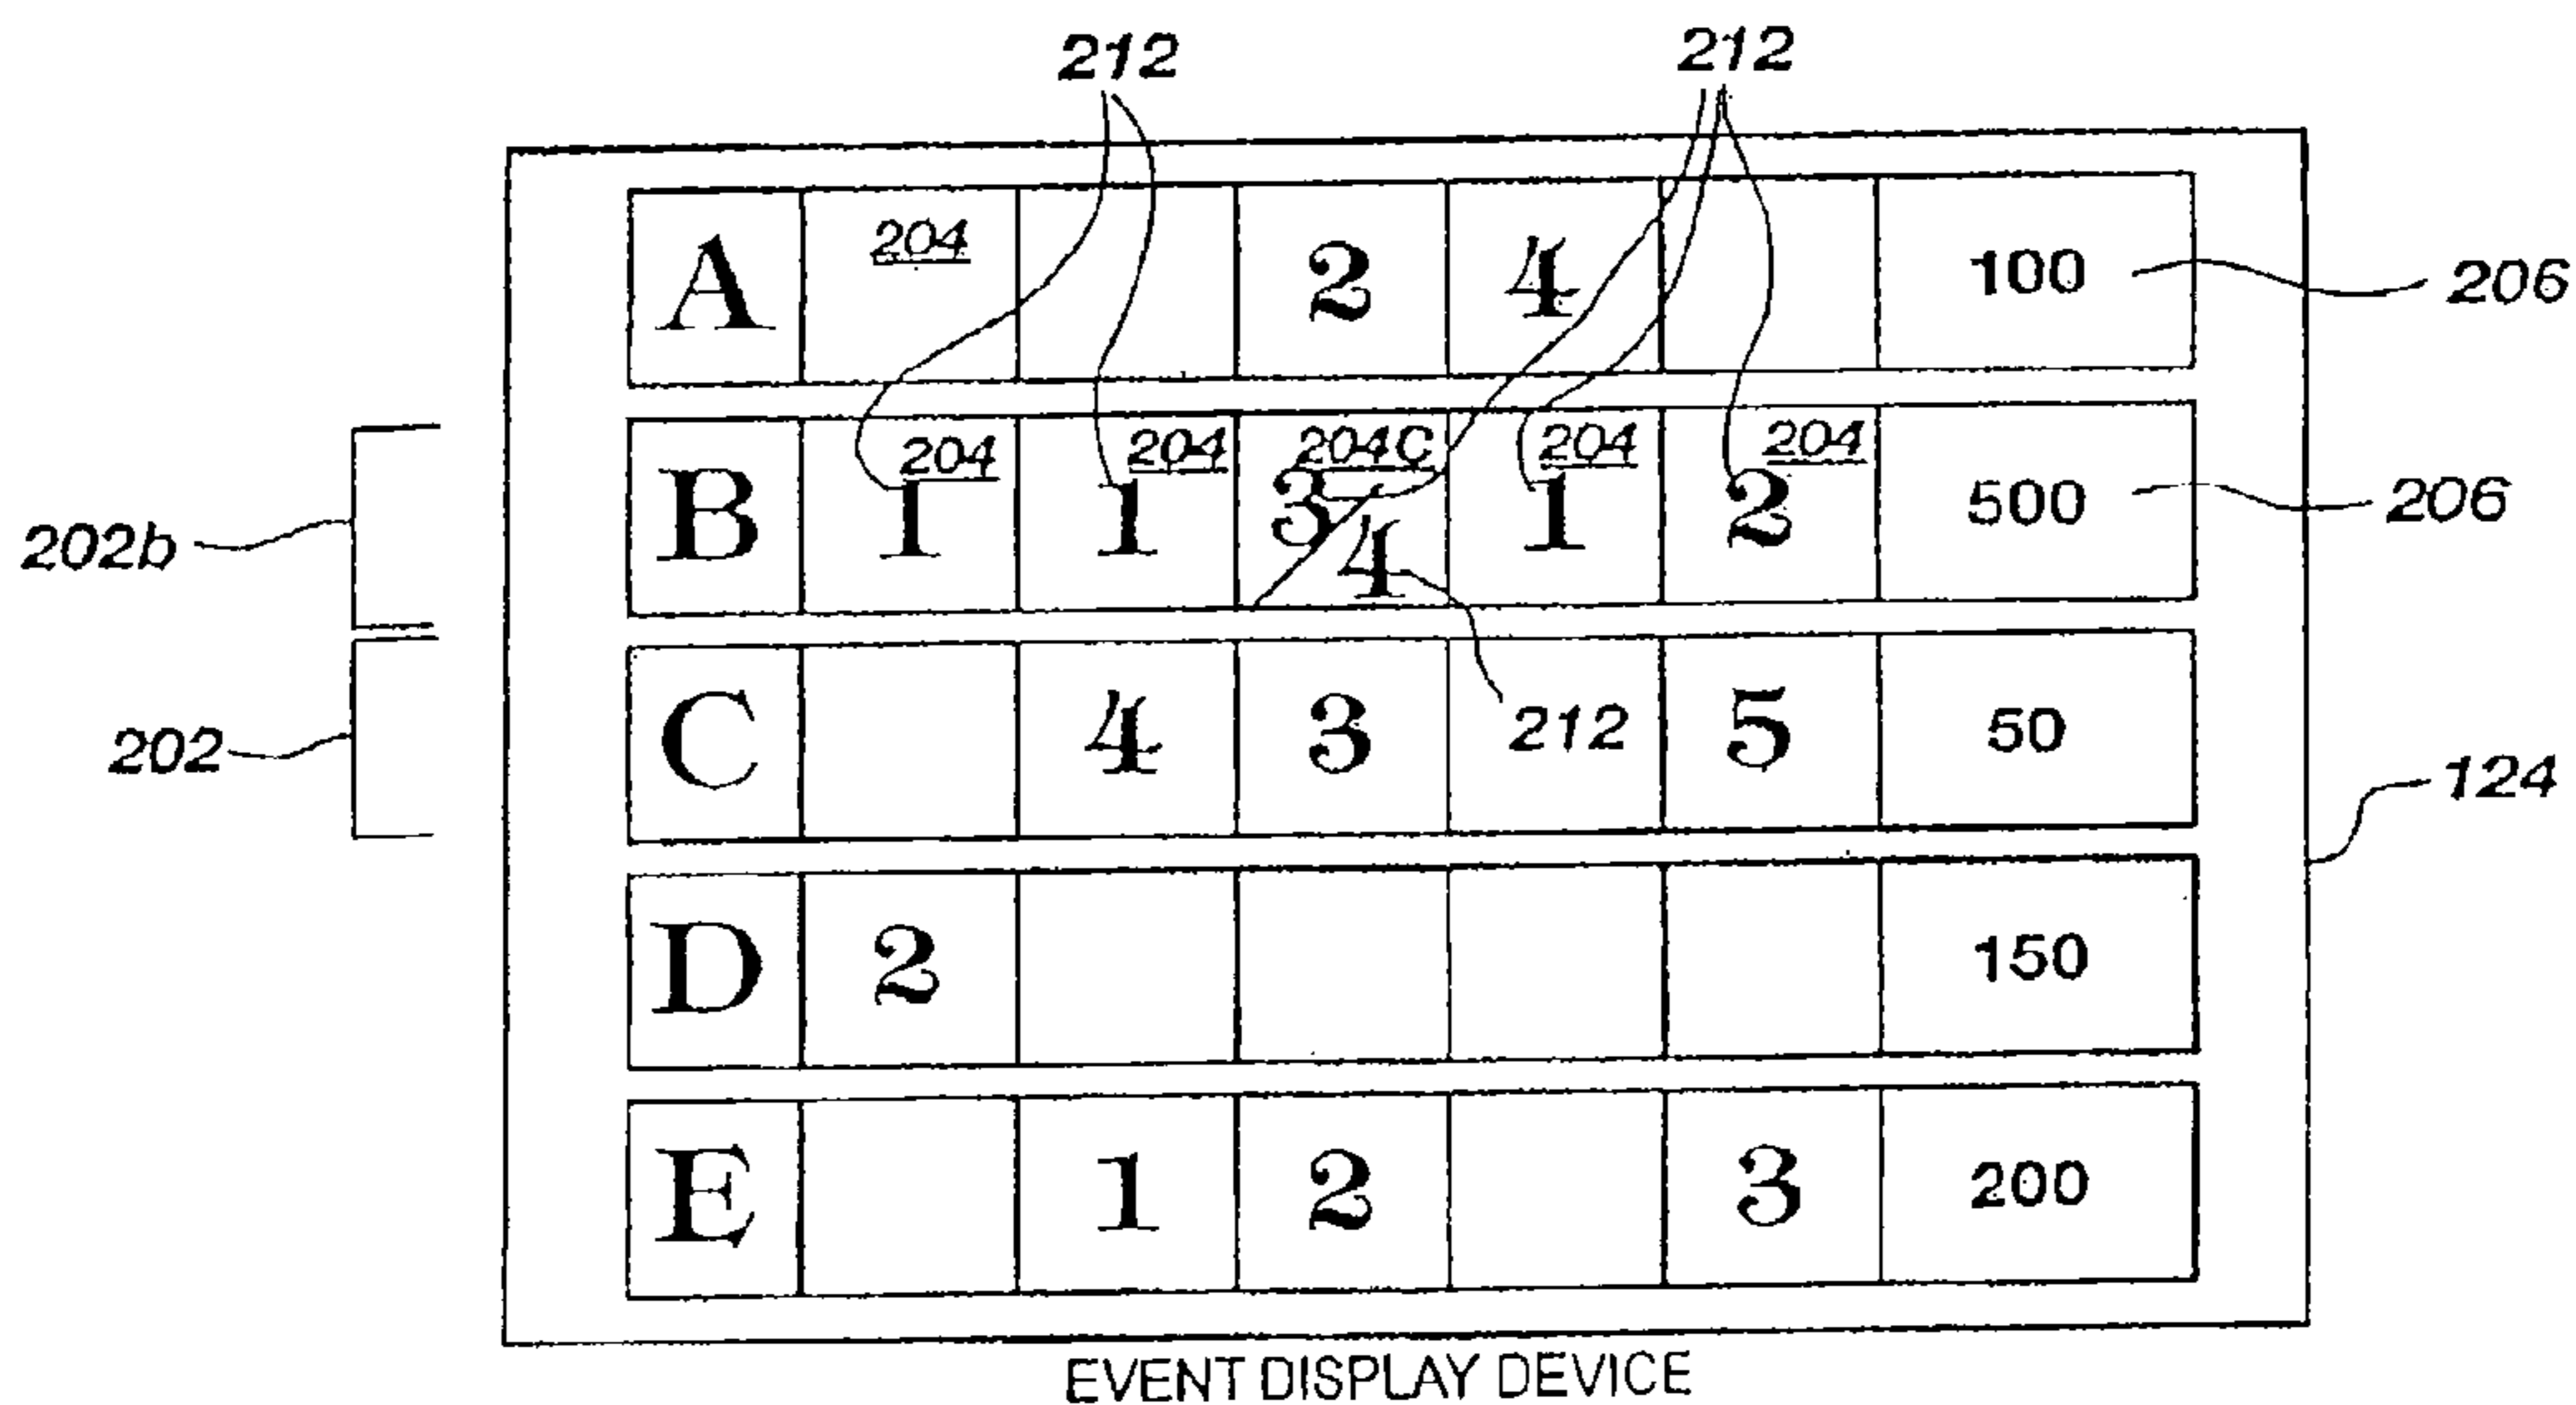 212 212
A 204 2 4 100 206
B 204 1 204 1 204C 3 4 204 1 204 2 500 206
202b
C 4 3 212 5 50
202
124
D 2 150
E 1 2 3 200
EVENT DISPLAY DEVICE